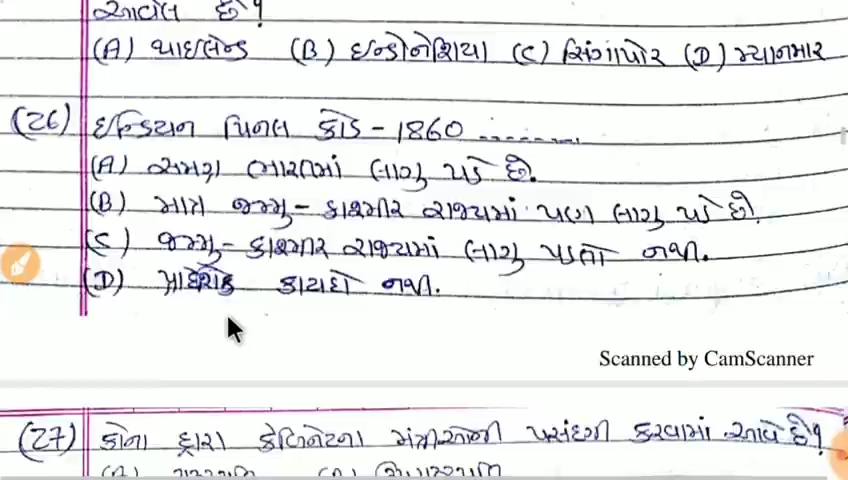 આવેલ છે?
(A) થાઇલેન્ડ (B) ઇન્ડોનેશિયા (C) સિંગાપોર (D) મ્યાનમાર
(26) ઇન્ડિયન પિનલ કોડ - 1860 ..........
(A) સમગ્ર ભારતમાં લાગુ પડે છે.
(B) માત્ર જમ્મુ - કાશ્મીર રાજ્યમાં પણ લાગુ પડે છે.
(C) જમ્મુ - કાશ્મીર રાજ્યમાં લાગુ પડતો નથી.
(D) પ્રાદેશીક કાયદો નથી.
Scanned by CamScanner
(27) કોના દ્વારા કેબિનેટના મંત્રીઓની પસંદગી કરવામાં આવે છે?
(A) (B)